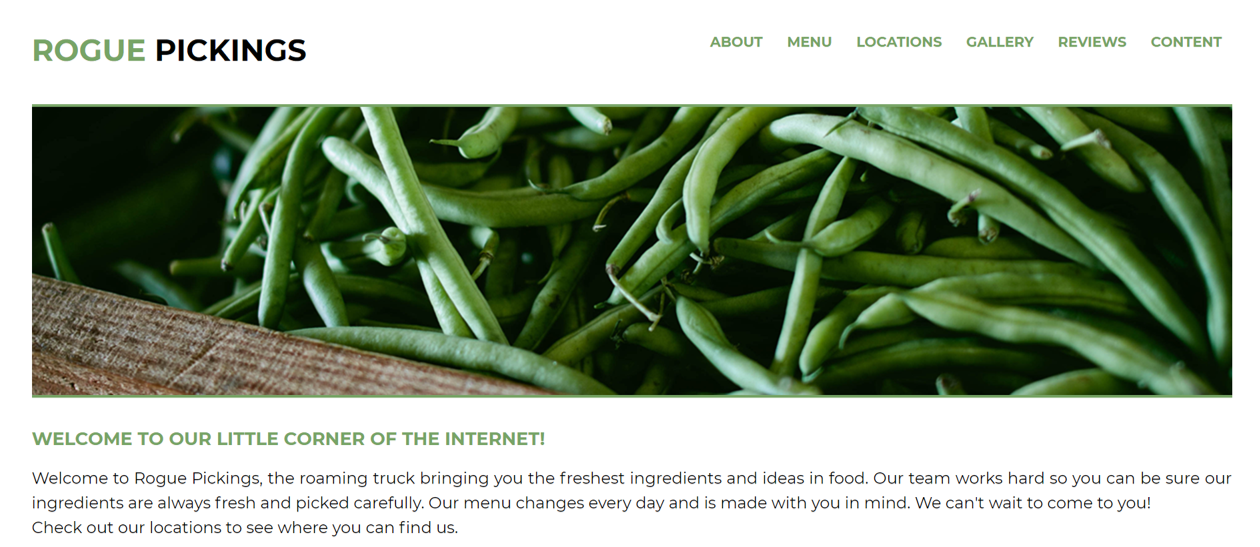 ROGUE PICKINGS
ABOUT MENU LOCATIONS GALLERY REVIEWS CONTENT
WELCOME TO OUR LITTLE CORNER OF THE INTERNET!
Welcome to Rogue Pickings, the roaming truck bringing you the freshest ingredients and ideas in food. Our team works hard so you can be sure our
ingredients are always fresh and picked carefully. Our menu changes every day and is made with you in mind. We can't wait to come to you!
Check out our locations to see where you can find us.